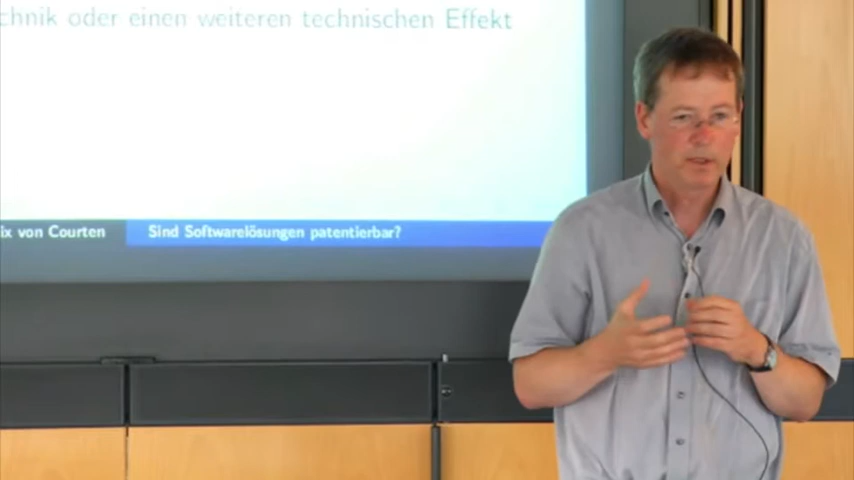 chnik oder einen weiteren technischen Effekt
ix von Courten
Sind Softwarelösungen patentierbar?